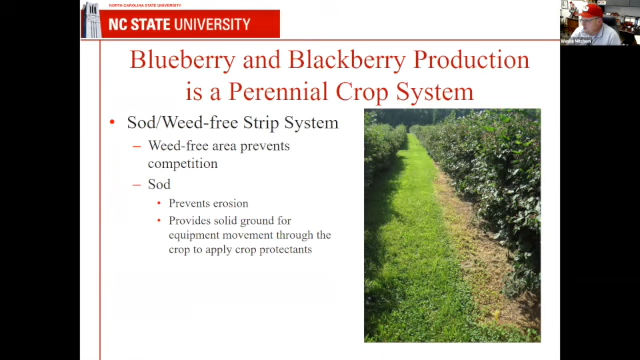 NORTH CAROLINA STATE UNIVERSITY
NC STATE UNIVERSITY
Blueberry and Blackberry Production
is a Perennial Crop System
• Sod/Weed-free Strip System
– Weed-free area prevents
competition
– Sod
• Prevents erosion
• Provides solid ground for
equipment movement through the
crop to apply crop protectants